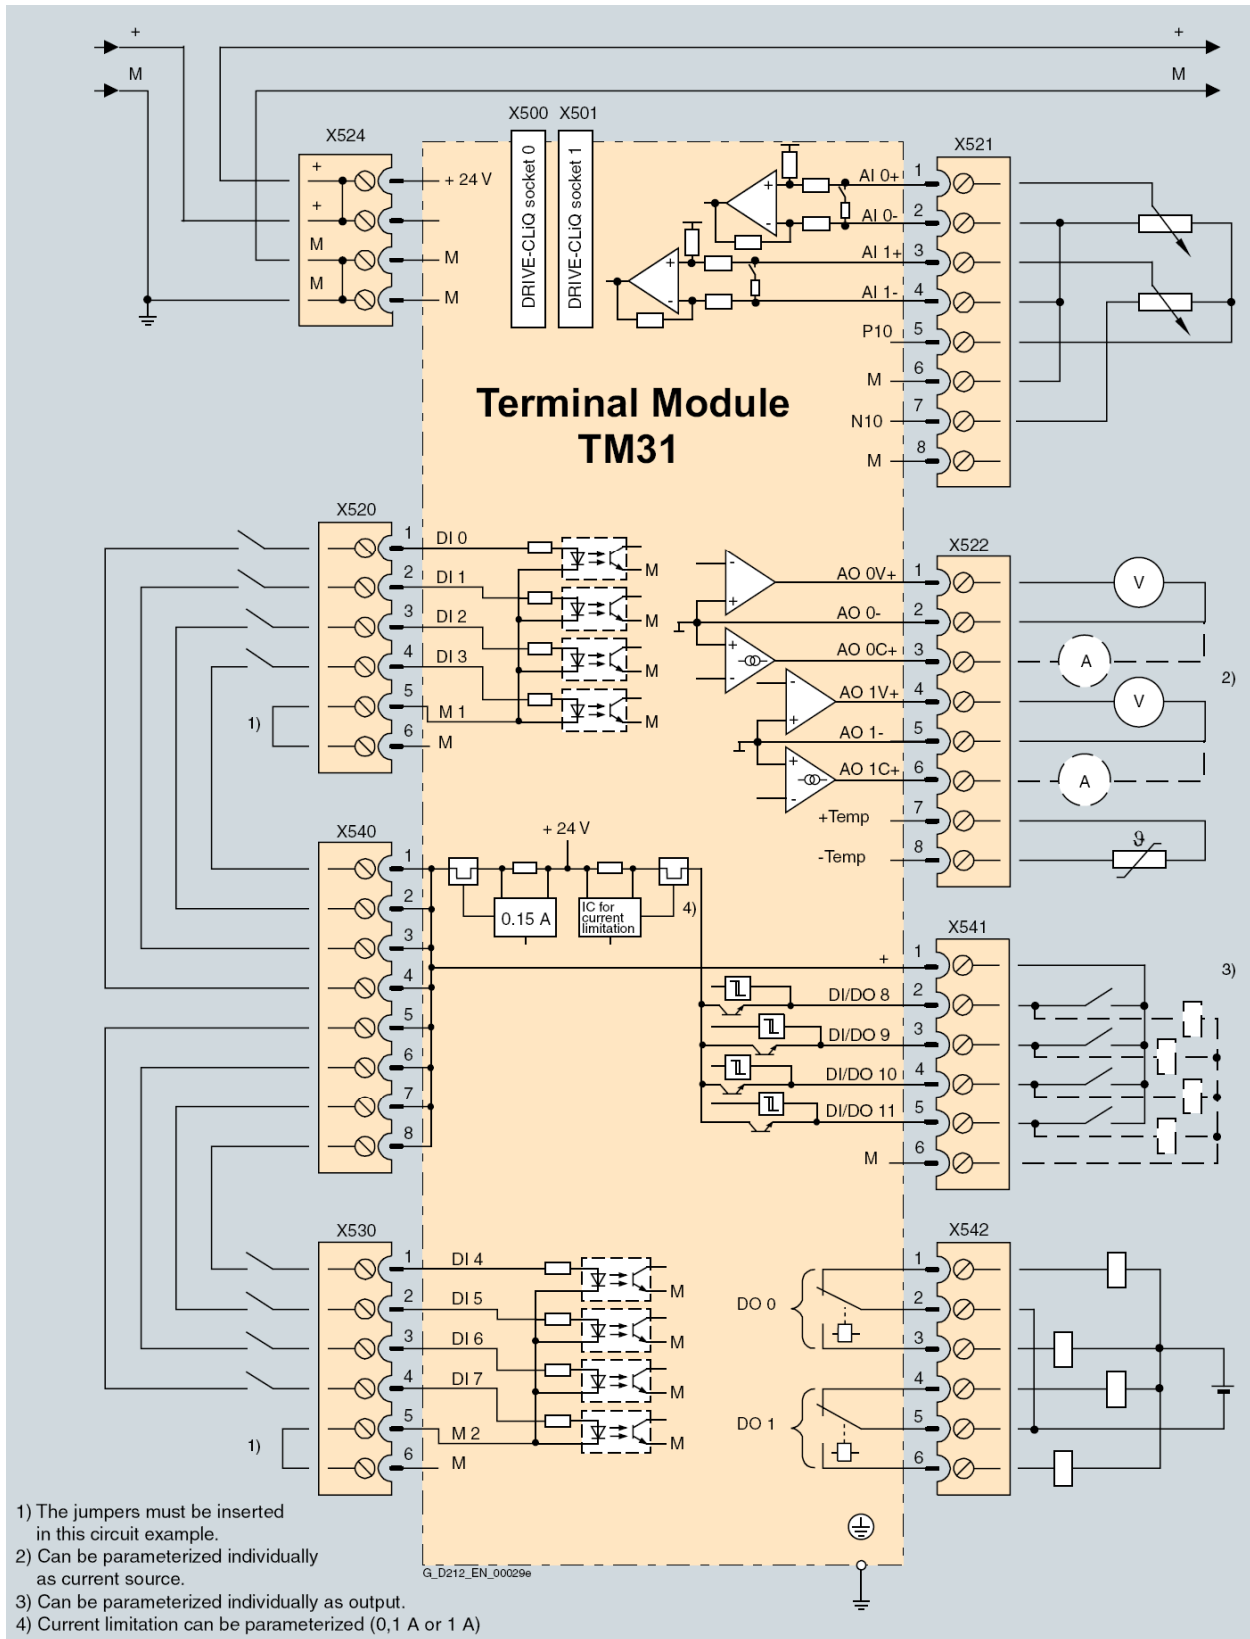 +
+
M
M
X500
X501
X524
X521
DRIVE-CLiQ socket 0
DRIVE-CLiQ socket 1
+
+ 24 V
+
M
M
M
M
+
-
AI 0+
1
AI 0-
2
+
-
AI 1+
3
AI 1-
4
P10
5
M
6
N10
7
M
8
Terminal Module
TM31
X520
1
DI 0
M
2
DI 1
M
3
DI 2
M
4
DI 3
M
5
M 1
6
M
1)
X522
-
+
AO 0V+
1
AO 0-
2
+
-
AO 0C+
3
-
+
AO 1V+
4
AO 1-
5
+
-
AO 1C+
6
+Temp
7
-Temp
8
V
A
V
A
2)
ϑ
X540
1
2
3
4
5
6
7
8
+ 24 V
0.15 A
IC for
current
limitation
4)
X541
+
1
DI/DO 8
2
DI/DO 9
3
DI/DO 10
4
DI/DO 11
5
M
6
3)
X530
1
DI 4
M
2
DI 5
M
3
DI 6
M
4
DI 7
M
5
M 2
6
M
1)
X542
DO 0
1
2
3
DO 1
4
5
6
1) The jumpers must be inserted
in this circuit example.
2) Can be parameterized individually
as current source.
3) Can be parameterized individually as output.
4) Current limitation can be parameterized (0,1 A or 1 A)
G_D212_EN_00029e